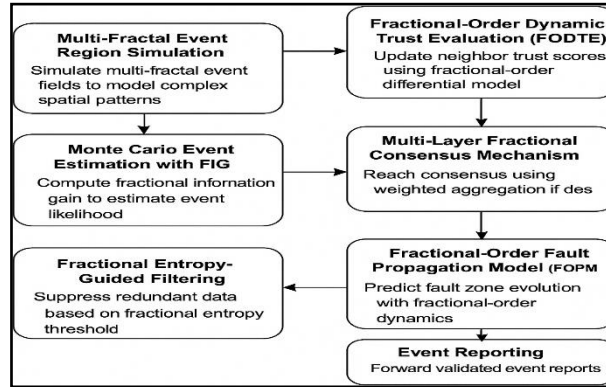 Multi-Fractal Event
Region Simulation
Simulate multi-fractal event
fields to model complex
spatial patterns
Fractional-Order Dynamic
Trust Evaluation (FODTE)
Update neighbor trust scores
using fractional-order
differential model
Monte Cario Event
Estimation with FIG
Compute fractional infornation
gain to estimate event
likelihood
Multi-Layer Fractional
Consensus Mechanism
Reach consensus using
weighted aggregation if des
Fractional Entropy-
Guided Filtering
Suppress redundant data
based on fractional entropy
threshold
Fractional-Order Fault
Propagation Model (FOPM
Predict fault zone evolution
with fractional-order
dynamics
Event Reporting
Forward validated event reports